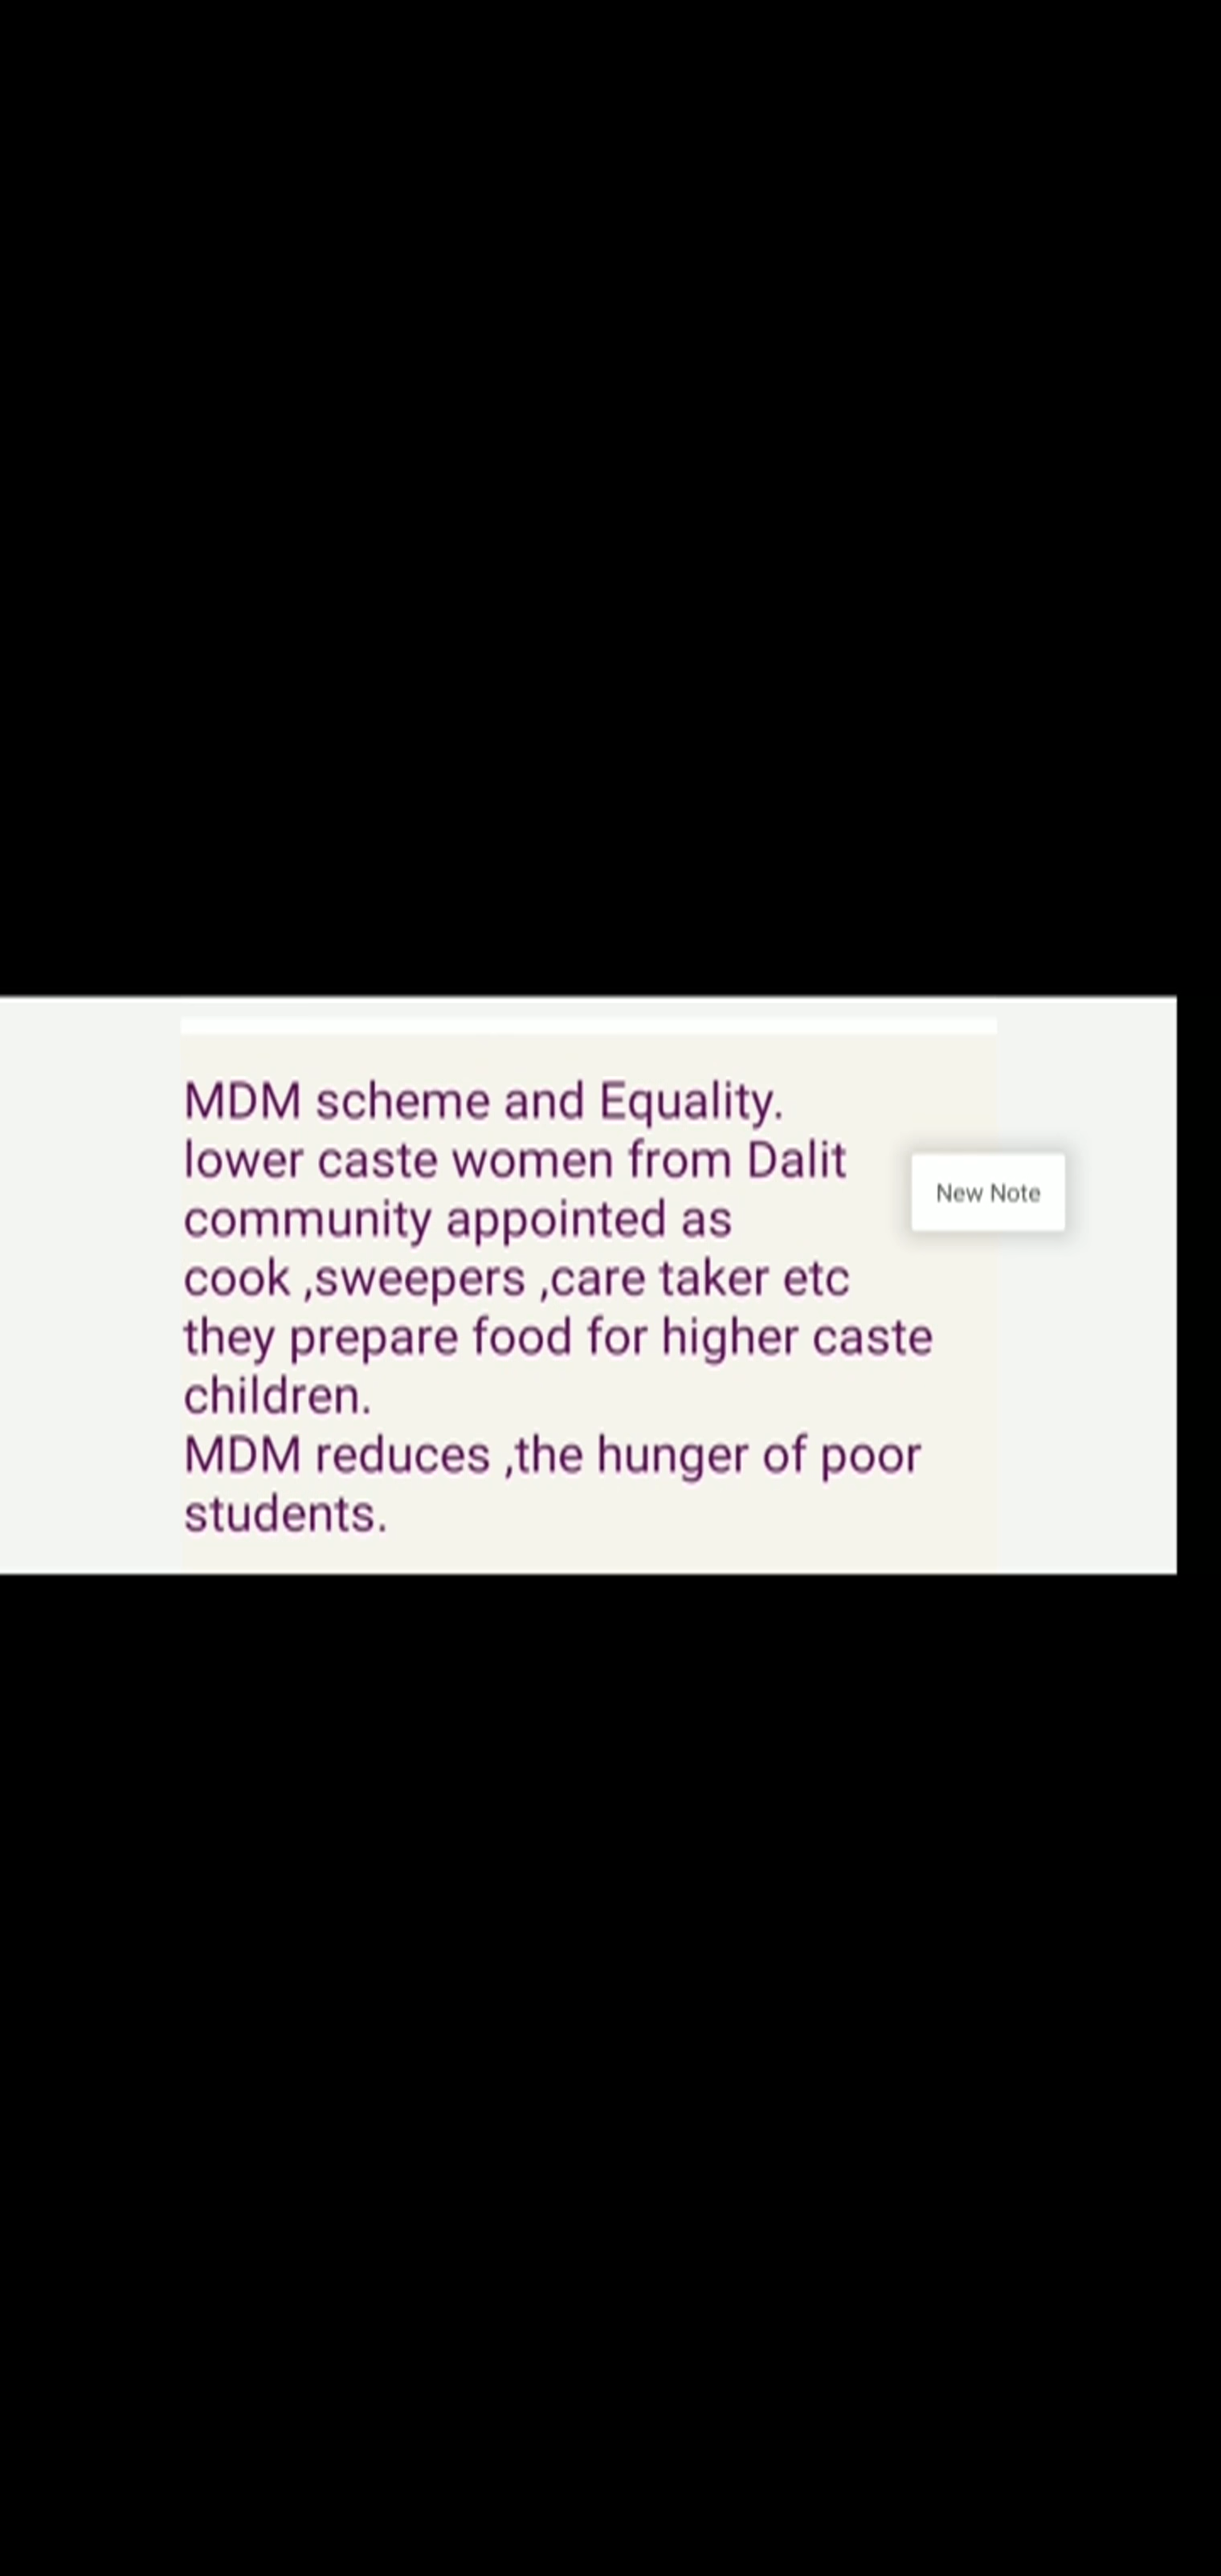 MDM scheme and Equality.
lower caste women from Dalit
community appointed as
cook ,sweepers ,care taker etc
they prepare food for higher caste
children.
MDM reduces ,the hunger of poor
students.
New Note